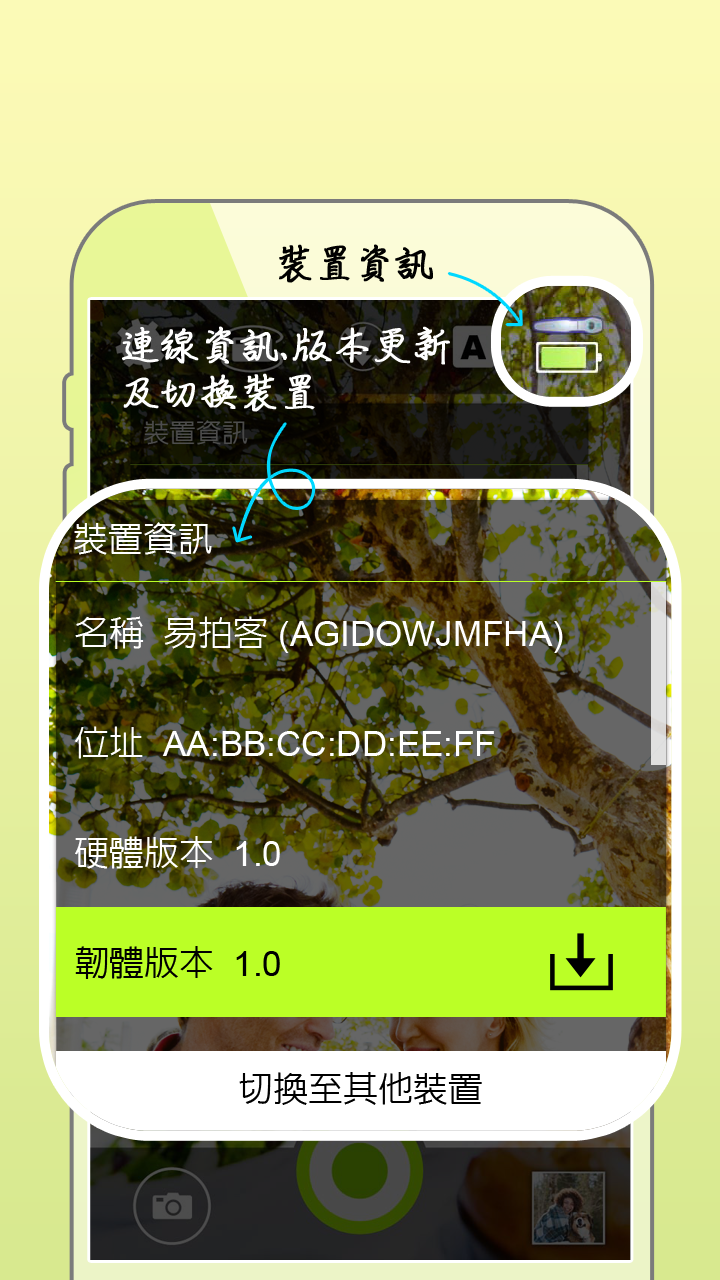 裝置資訊
連線資訊、版本更新
A
及切換裝置
裝置資訊
裝置資訊
名稱 易拍客 (AGIDOWJMFHA)
位址 AA:BB:CC:DD:EE:FF
硬體版本 1.0
韌體版本 1.0
切換至其他裝置